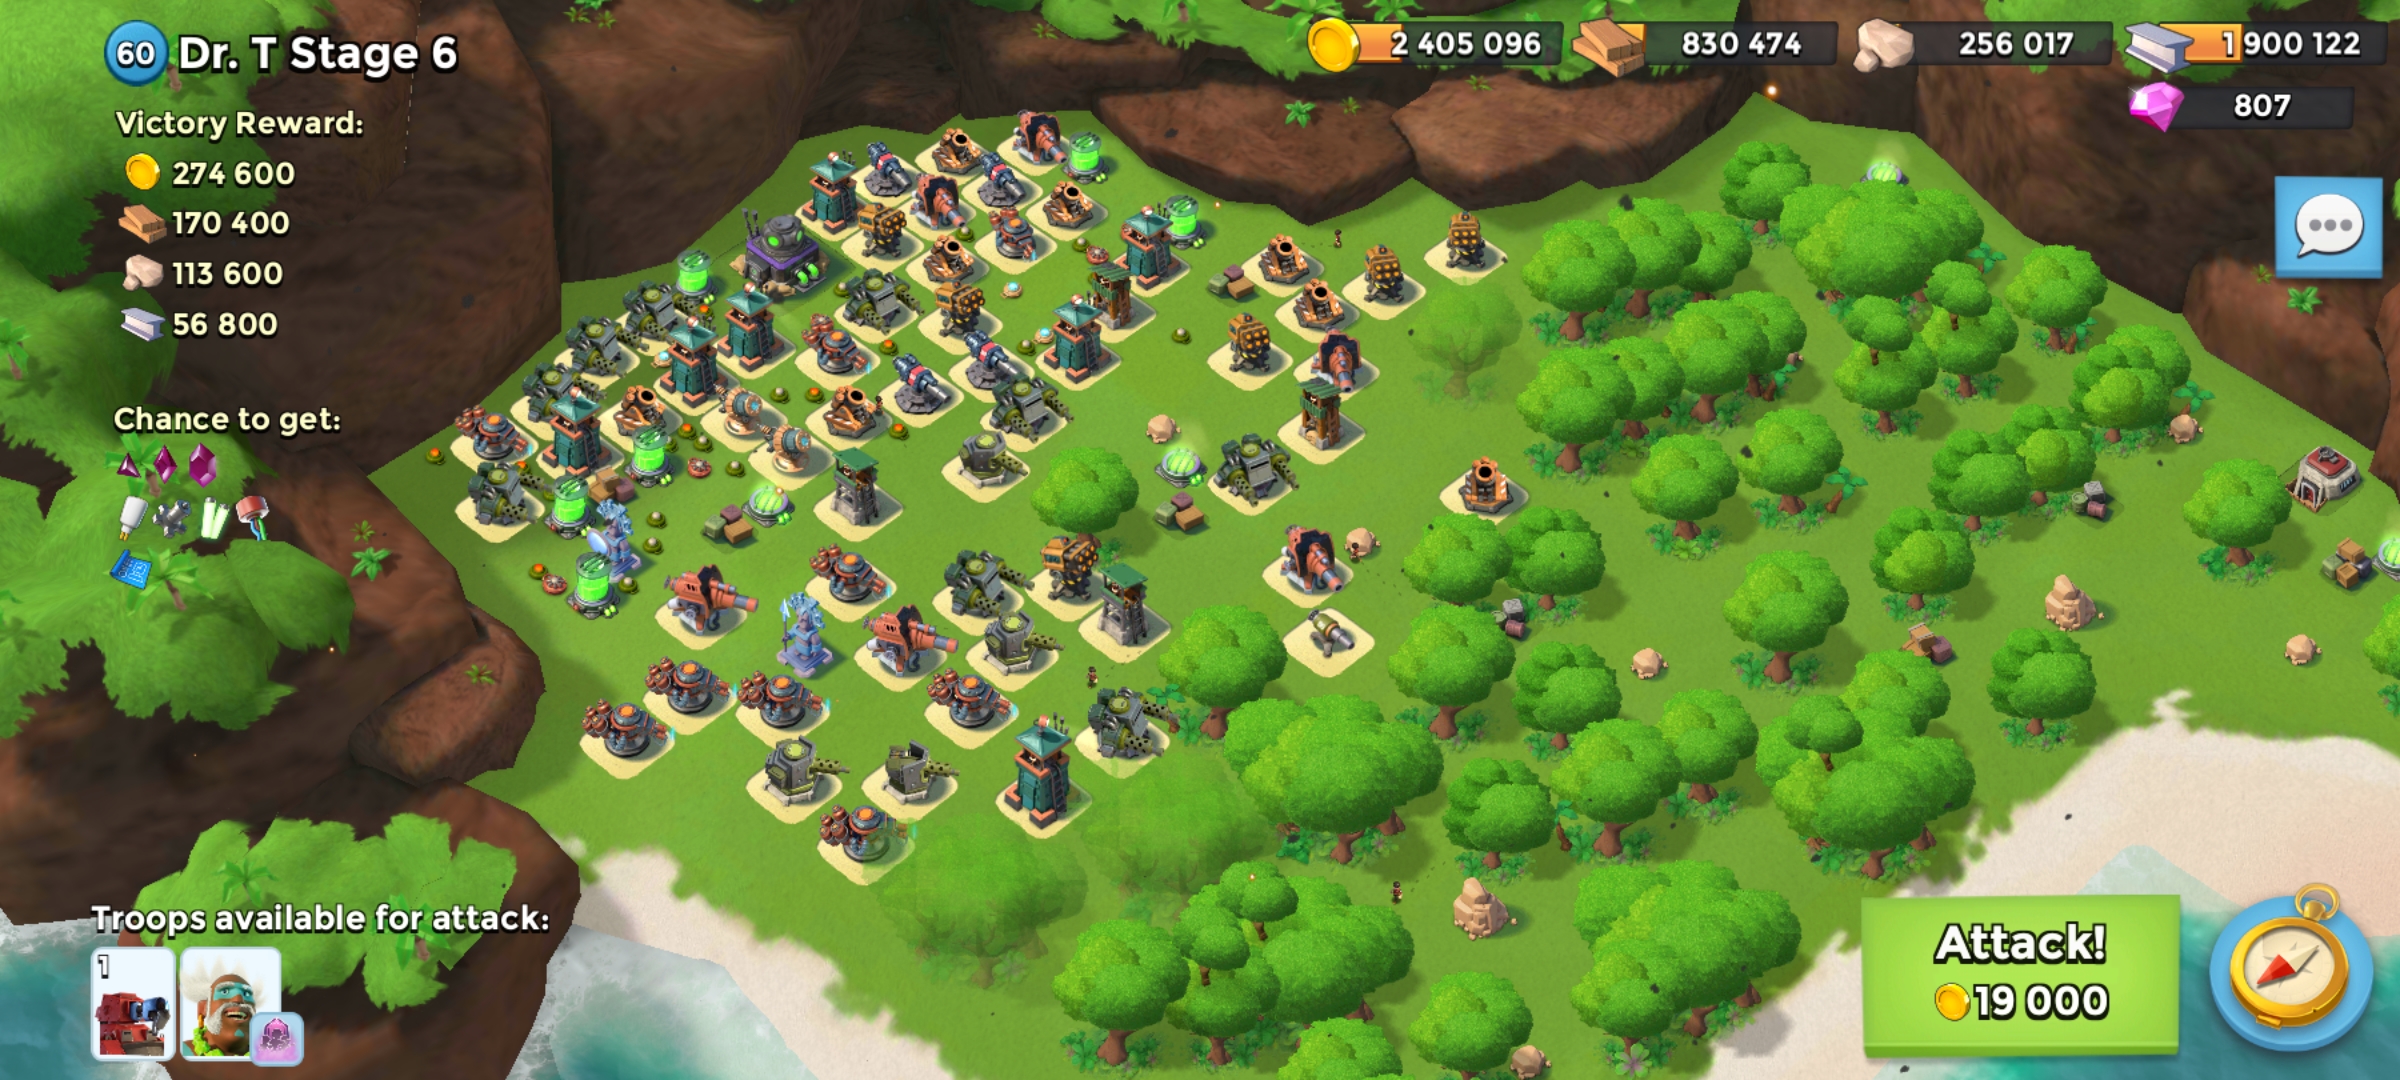 60 Dr. T Stage 6
2 405 096
830 474
256 017
1 900 122
807
Victory Reward:
274 600
170 400
113 600
56 800
Chance to get:
Troops available for attack:
1
Attack!
19 000